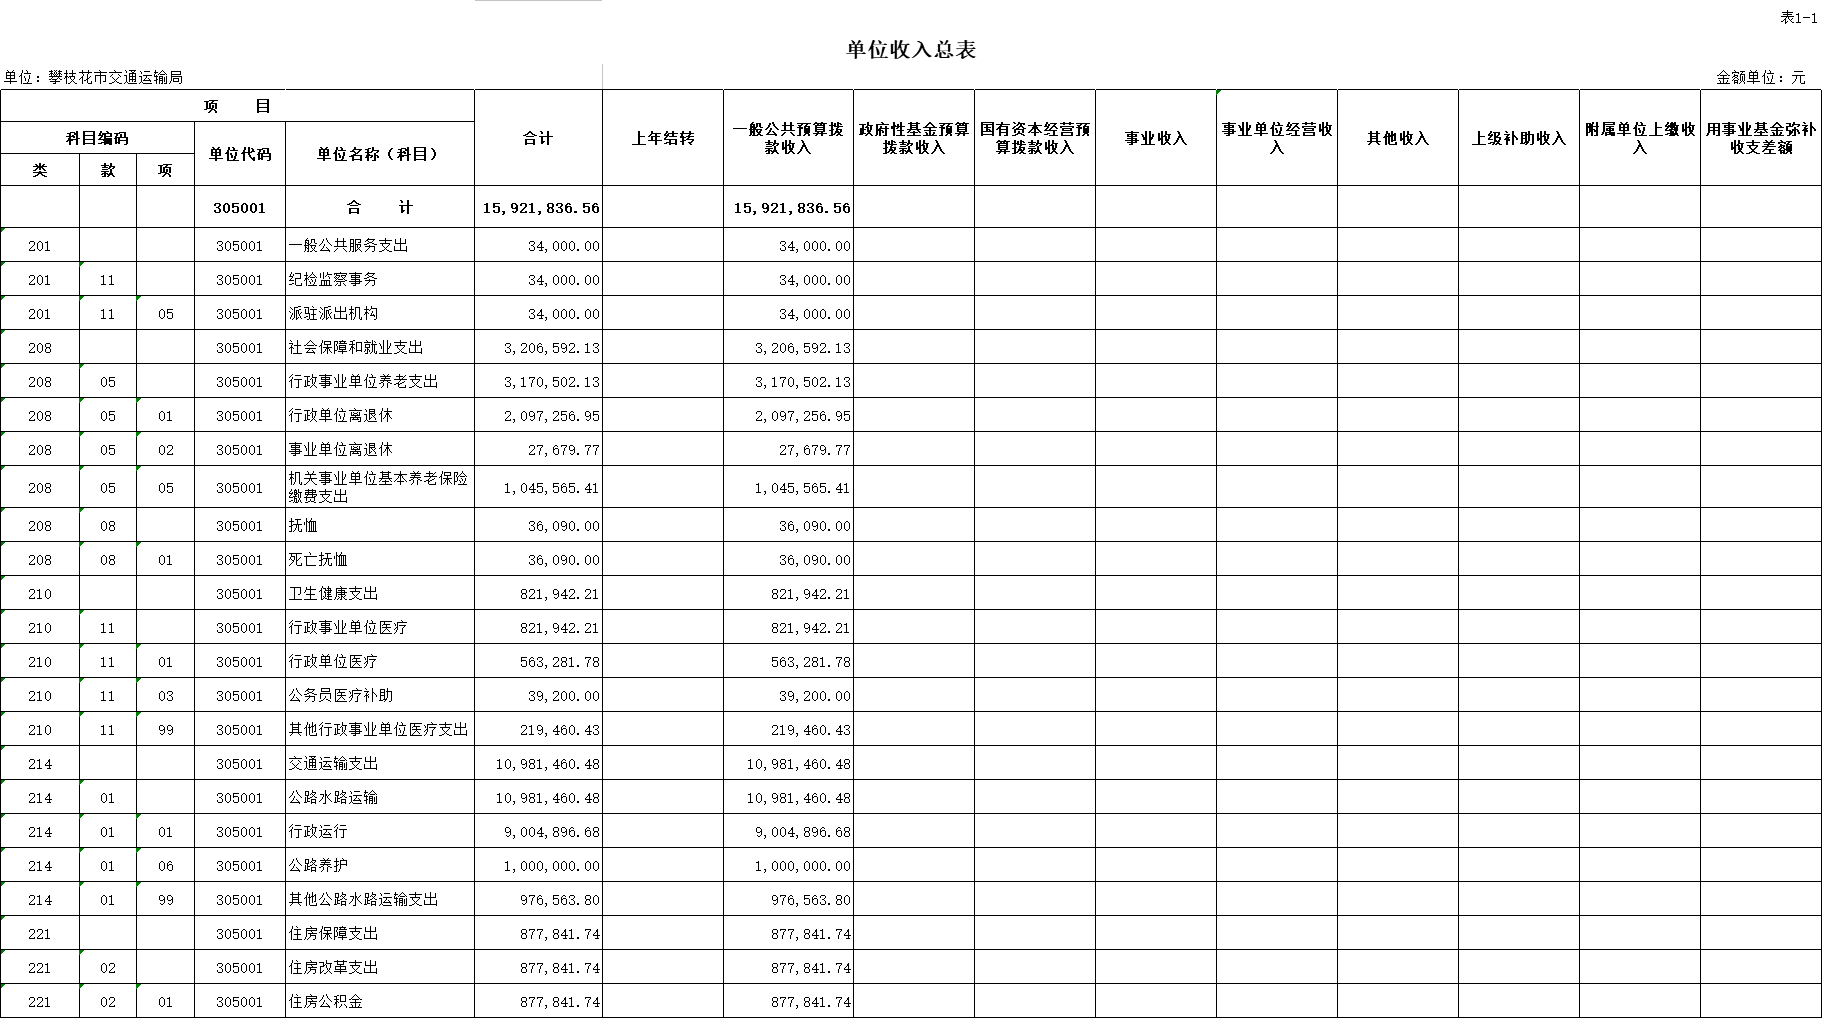 表1-1
单位收入总表
单位：攀枝花市交通运输局 金额单位：元
项 目 合计 上年结转 一般公共预算拨款收入 政府性基金预算拨款收入 国有资本经营预算拨款收入 事业收入 事业单位经营收入 其他收入 上级补助收入 附属单位上缴收入 用事业基金弥补收支差额
科目编码 单位代码 单位名称（科目）
类 款 项
305001 合 计 15,921,836.56 15,921,836.56
201 305001 一般公共服务支出 34,000.00 34,000.00
201 11 305001 纪检监察事务 34,000.00 34,000.00
201 11 05 305001 派驻派出机构 34,000.00 34,000.00
208 305001 社会保障和就业支出 3,206,592.13 3,206,592.13
208 05 305001 行政事业单位养老支出 3,170,502.13 3,170,502.13
208 05 01 305001 行政单位离退休 2,097,256.95 2,097,256.95
208 05 02 305001 事业单位离退休 27,679.77 27,679.77
208 05 05 305001 机关事业单位基本养老保险缴费支出 1,045,565.41 1,045,565.41
208 08 305001 抚恤 36,090.00 36,090.00
208 08 01 305001 死亡抚恤 36,090.00 36,090.00
210 305001 卫生健康支出 821,942.21 821,942.21
210 11 305001 行政事业单位医疗 821,942.21 821,942.21
210 11 01 305001 行政单位医疗 563,281.78 563,281.78
210 11 03 305001 公务员医疗补助 39,200.00 39,200.00
210 11 99 305001 其他行政事业单位医疗支出 219,460.43 219,460.43
214 305001 交通运输支出 10,981,460.48 10,981,460.48
214 01 305001 公路水路运输 10,981,460.48 10,981,460.48
214 01 01 305001 行政运行 9,004,896.68 9,004,896.68
214 01 06 305001 公路养护 1,000,000.00 1,000,000.00
214 01 99 305001 其他公路水路运输支出 976,563.80 976,563.80
221 305001 住房保障支出 877,841.74 877,841.74
221 02 305001 住房改革支出 877,841.74 877,841.74
221 02 01 305001 住房公积金 877,841.74 877,841.74